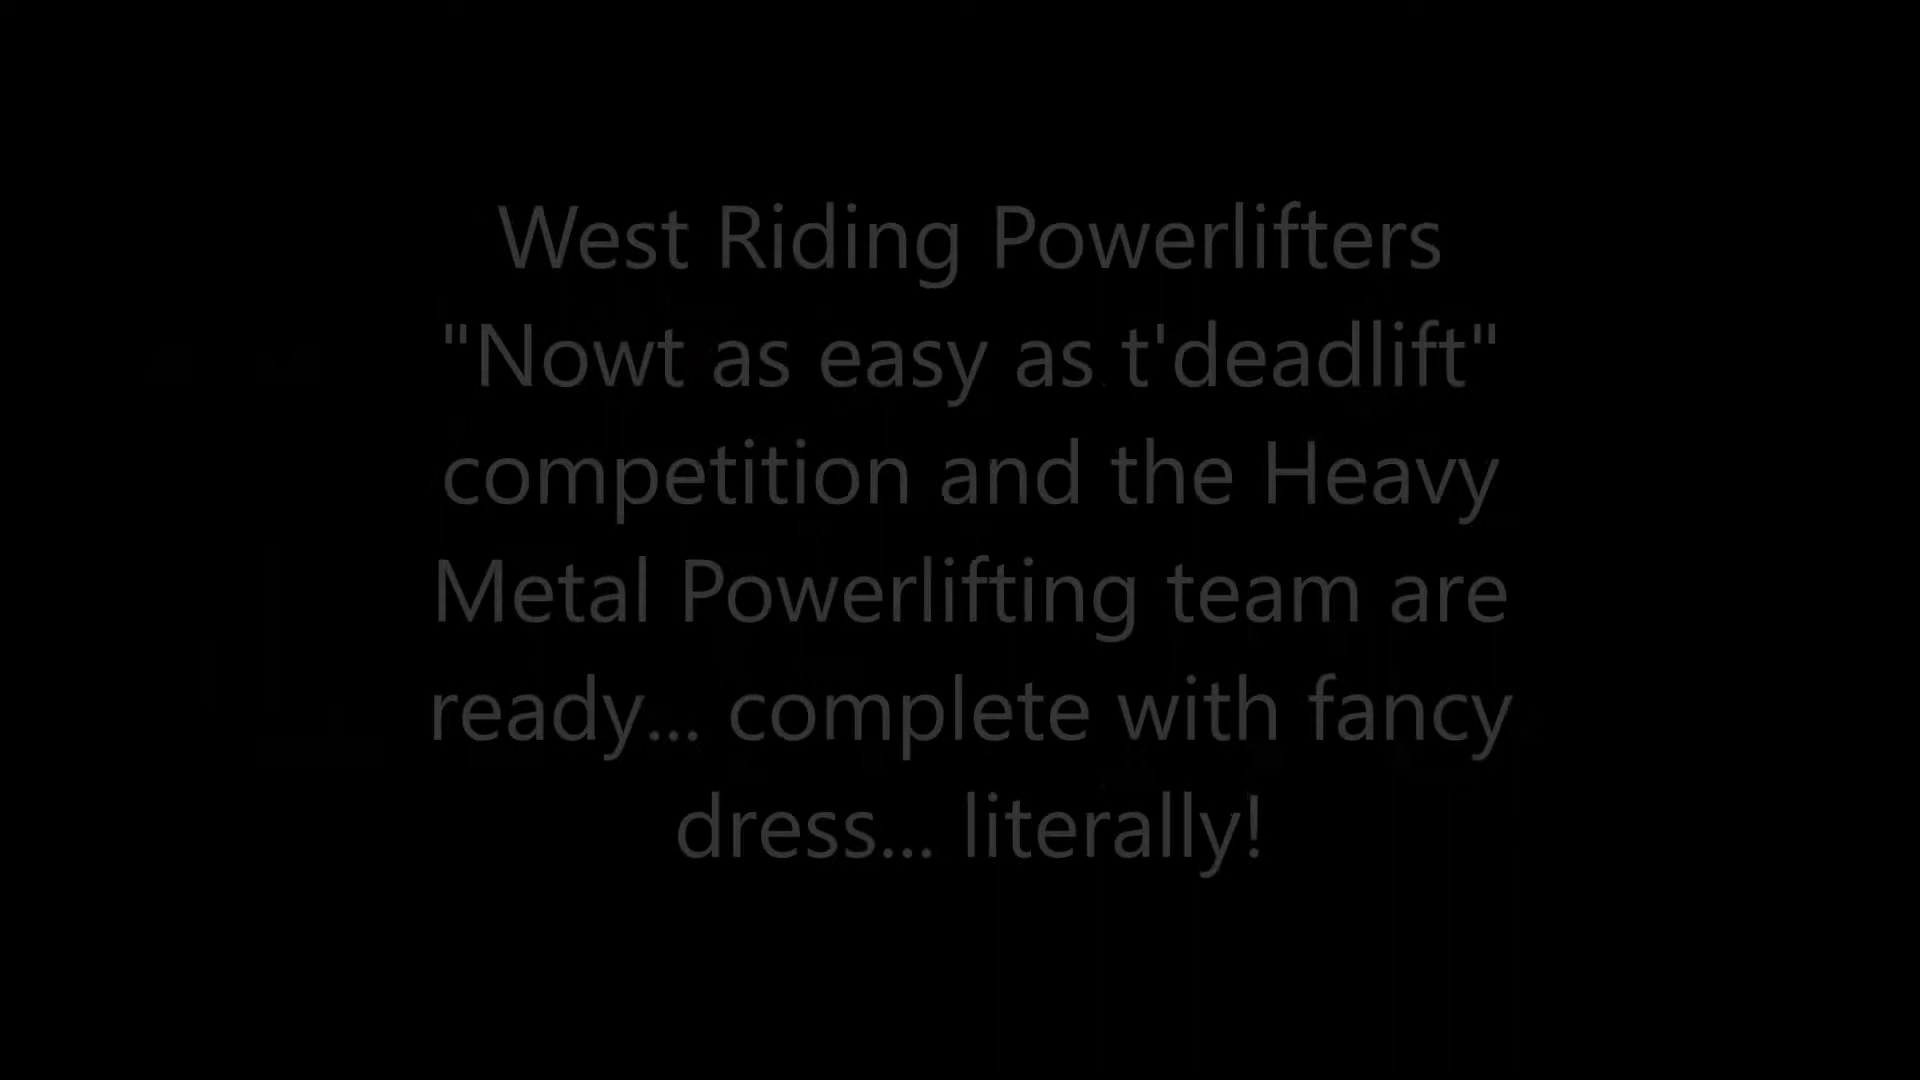 West Riding Powerlifters
"Nowt as easy as t'deadlift"
competition and the Heavy
Metal Powerlifting team are
ready... complete with fancy
dress... literally!